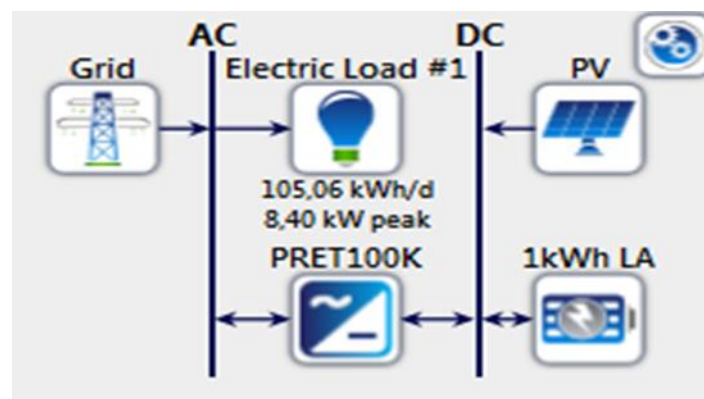 AC DC
Grid Electric Load #1 PV
105,06 kWh/d
8,40 kW peak
PRET100K 1kWh LA